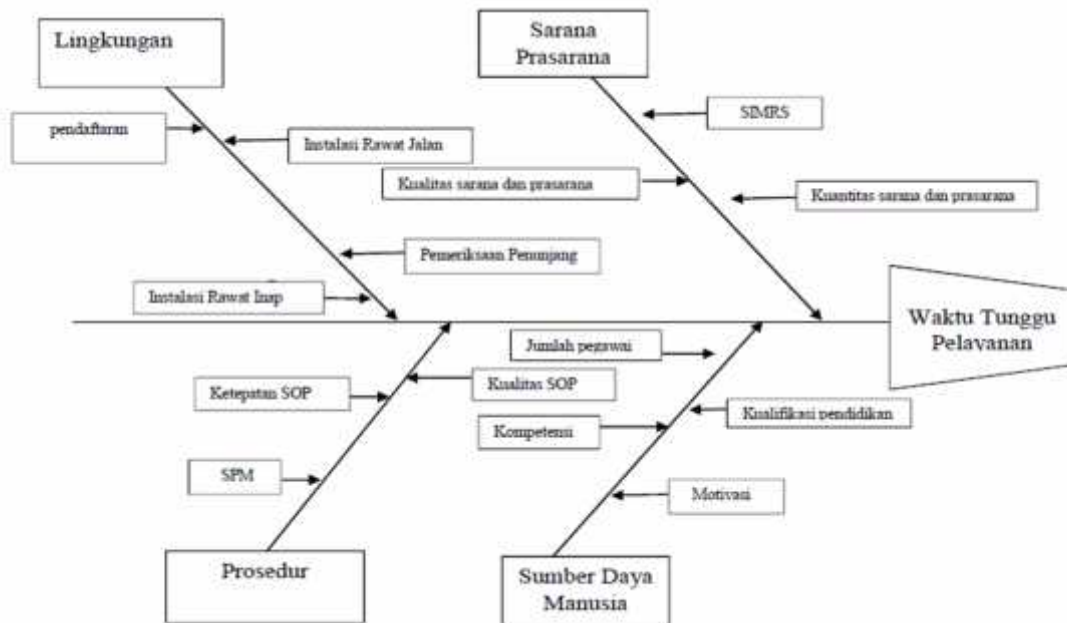 Lingkungan
Sarana
Prasarana
SIMRS
pendaftaran
Instalasi Rawat Jalan
Kualitas sarana dan prasarana
Kuantitas sarana dan prasarana
Pemeriksaan Penunjang
Instalasi Rawat Inap
Waktu Tunggu
Pelayanan
Jumlah pegawai
Ketepatan SOP
Kualitas SOP
Kualifikasi pendidikan
Kompetensi
SPM
Motivasi
Prosedur
Sumber Daya
Manusia